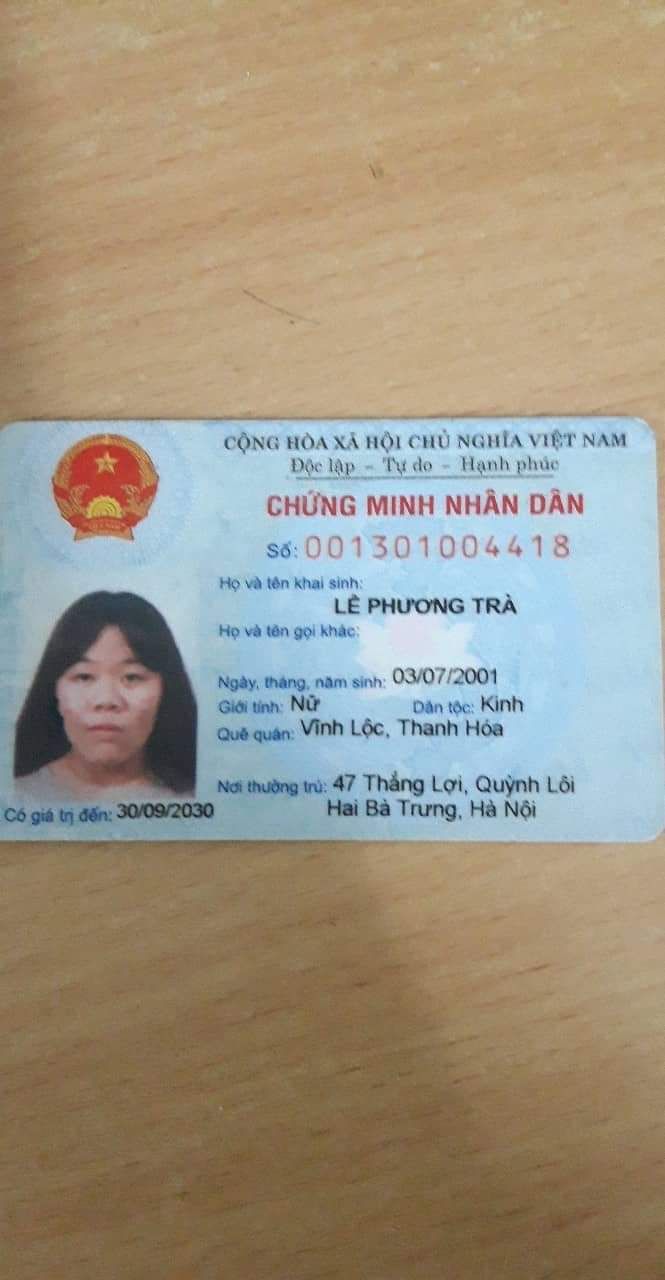 CỘNG HÒA XÃ HỘI CHỦ NGHĨA VIỆT NAM
Độc lập - Tự do - Hạnh phúc
CHỨNG MINH NHÂN DÂN
Số: 001301004418
Họ và tên khai sinh:
LÊ PHƯƠNG TRÀ
Họ và tên gọi khác:
Ngày, tháng, năm sinh: 03/07/2001
Giới tính: Nữ Dân tộc: Kinh
Quê quán: Vĩnh Lộc, Thanh Hóa
Nơi thường trú: 47 Thắng Lợi, Quỳnh Lôi
Hai Bà Trưng, Hà Nội
Có giá trị đến: 30/09/2030